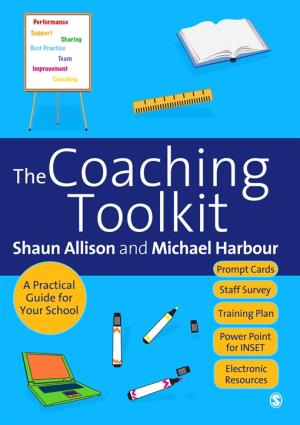 Performance
Support
Sharing
Best Practice
Team
Improvement
Coaching
The Coaching
Toolkit
Shaun Allison and Michael Harbour
A Practical
Guide for
Your School
Prompt Cards
Staff Survey
Training Plan
Power Point
for INSET
Electronic
Resources